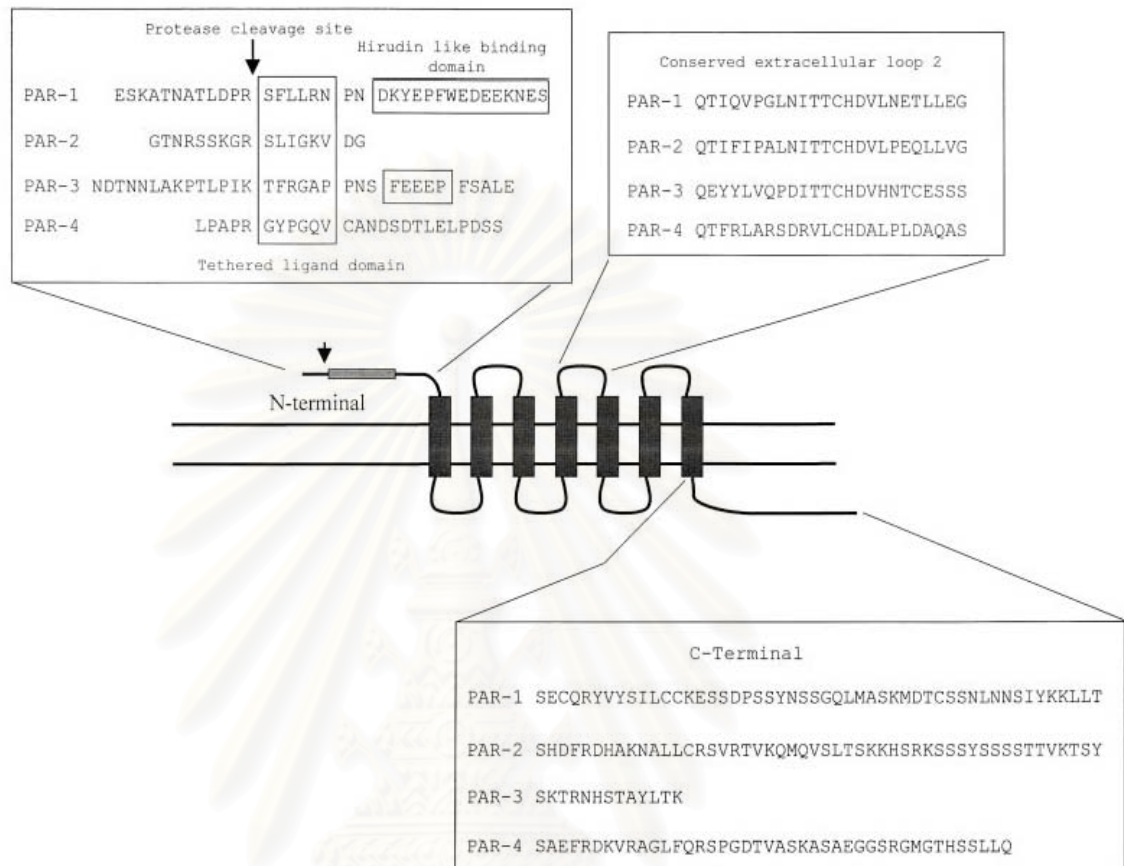 Protease cleavage site
Hirudin like binding
domain
PAR-1 ESKATNATLDPR SFLLRN PN DKYEPFWEDEEKNES
PAR-2 GTNRSSKGR SLIGKV DG
PAR-3 NDTNNLAKPTLPIK TFRGAP PNS FEEEP FSALE
PAR-4 LPAPR GYPGQV CANDSDTLELPDSS
Tethered ligand domain
Conserved extracellular loop 2
PAR-1 QTIQVPGLNITTCHDVLNETLLEG
PAR-2 QTIFIPALNITTCHDVLPEQLLVG
PAR-3 QEYYLVQPDITTCHDVHNTCESSS
PAR-4 QTFRLARSDRVLCHDALPLDAQAS
N-terminal
C-Terminal
PAR-1 SECQRYVYSILCCKESSDPSSYNSSGQLMASKMDTCSSNLNNSIYKKLLT
PAR-2 SHDFRDHAKNALLCRSVRTVKQMQVSLTSKKHSRKSSSYSSSSTTVKTSY
PAR-3 SKTRNHSTAYLTK
PAR-4 SAEFRDKVRAGLFQRSPGDTVASKASAEGGSRGMGTHSSLLQ